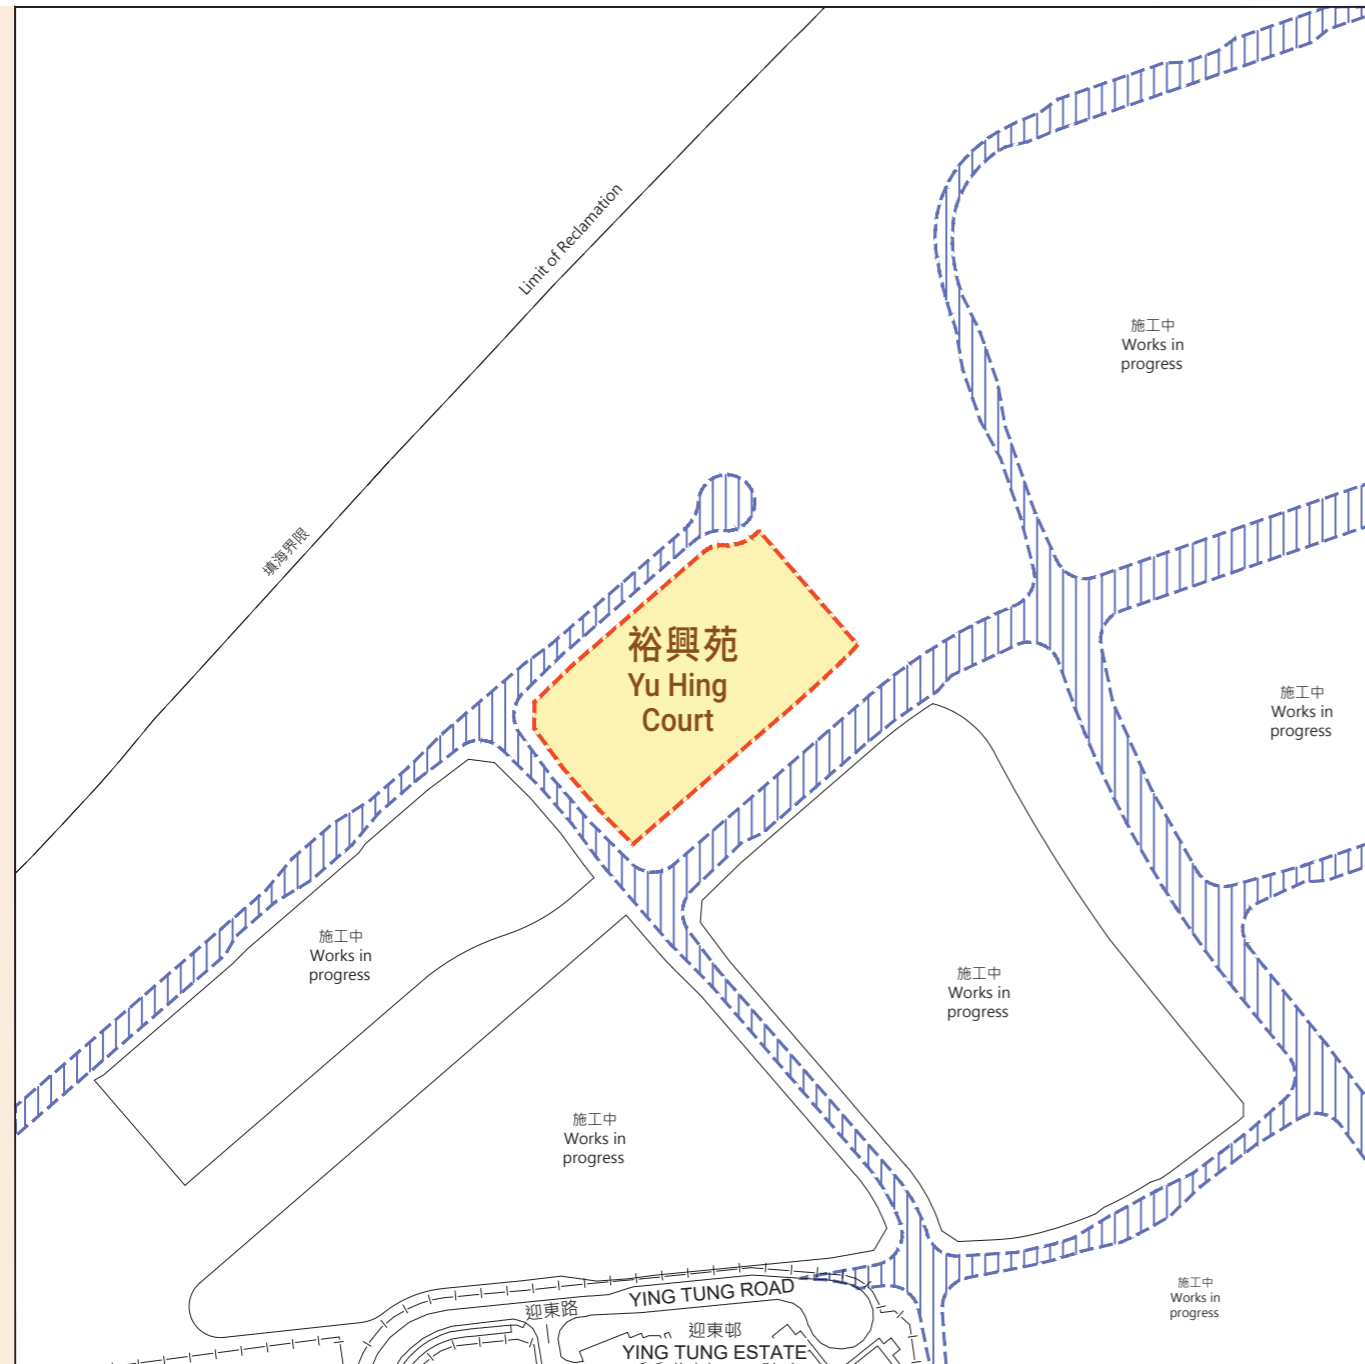 Limit of Reclamation
施工中
Works in
progress
填海界限
裕興苑
Yu Hing
Court
施工中
Works in
progress
施工中
Works in
progress
施工中
Works in
progress
施工中
Works in
progress
施工中
Works in
progress
YING TUNG ROAD
迎東路
迎東邨
YING TUNG ESTATE